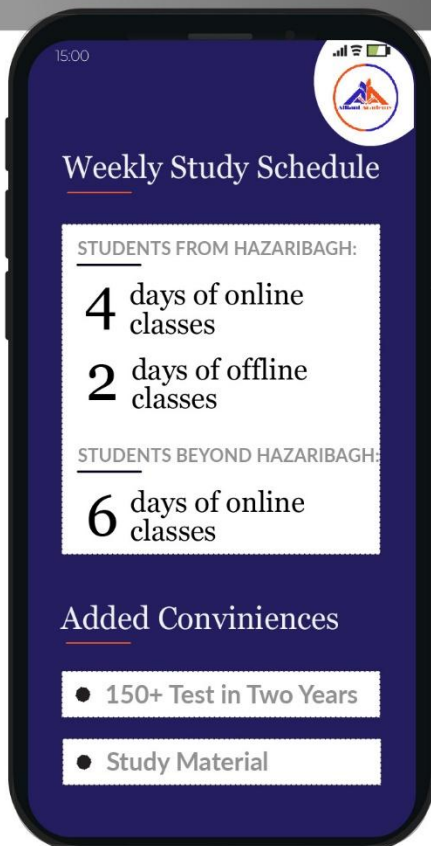 15:00
Weekly Study Schedule
STUDENTS FROM HAZARIBAGH:
4 days of online
classes
2 days of offline
classes
STUDENTS BEYOND HAZARIBAGH:
6 days of online
classes
Added Conviniences
150+ Test in Two Years
Study Material